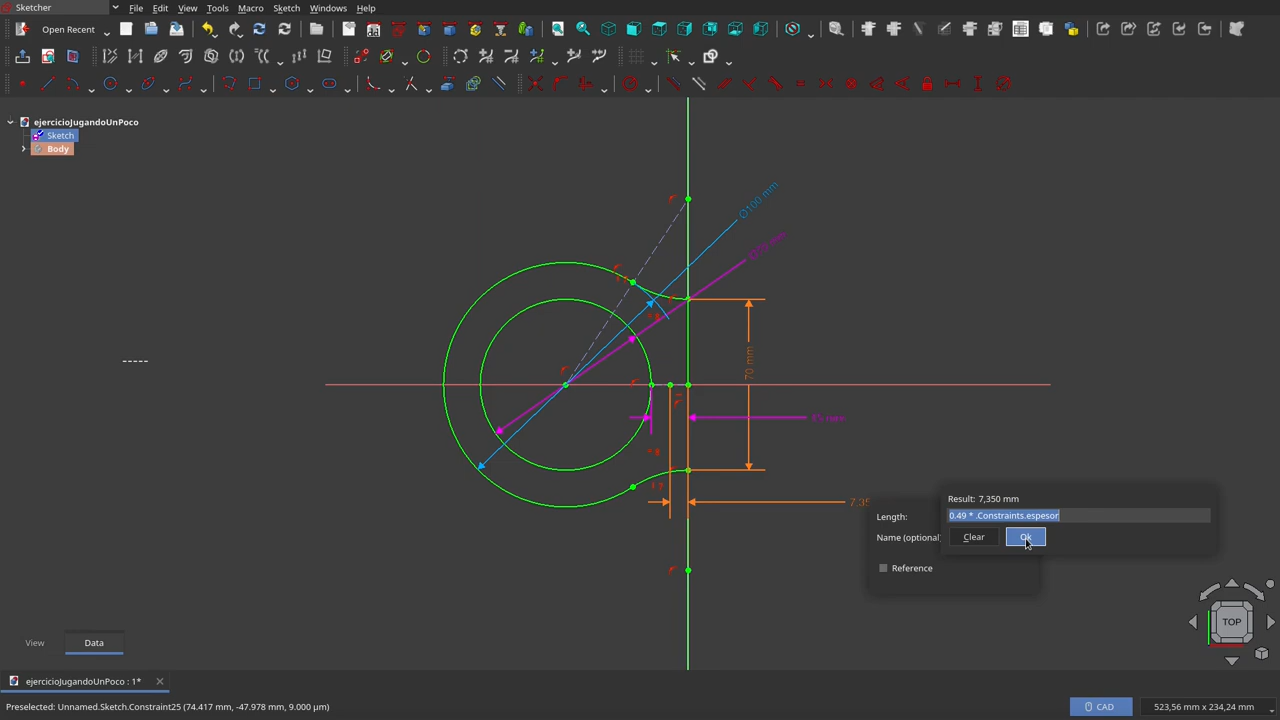 Sketcher
File Edit View Tools Macro Sketch Windows Help
Open Recent
ejercicioJugandoUnPoco
Sketch
Body
Ø100 mm
70 mm
Result: 7,350 mm
Length:
0.49 * .Constraints.espesor
Name (optional)
Clear
Ok
Reference
TOP
View Data
ejercicioJugandoUnPoco : 1*
Preselected: Unnamed.Sketch.Constraint25 (74.417 mm, -47.978 mm, 9.000 µm)
CAD
523,56 mm x 234,24 mm